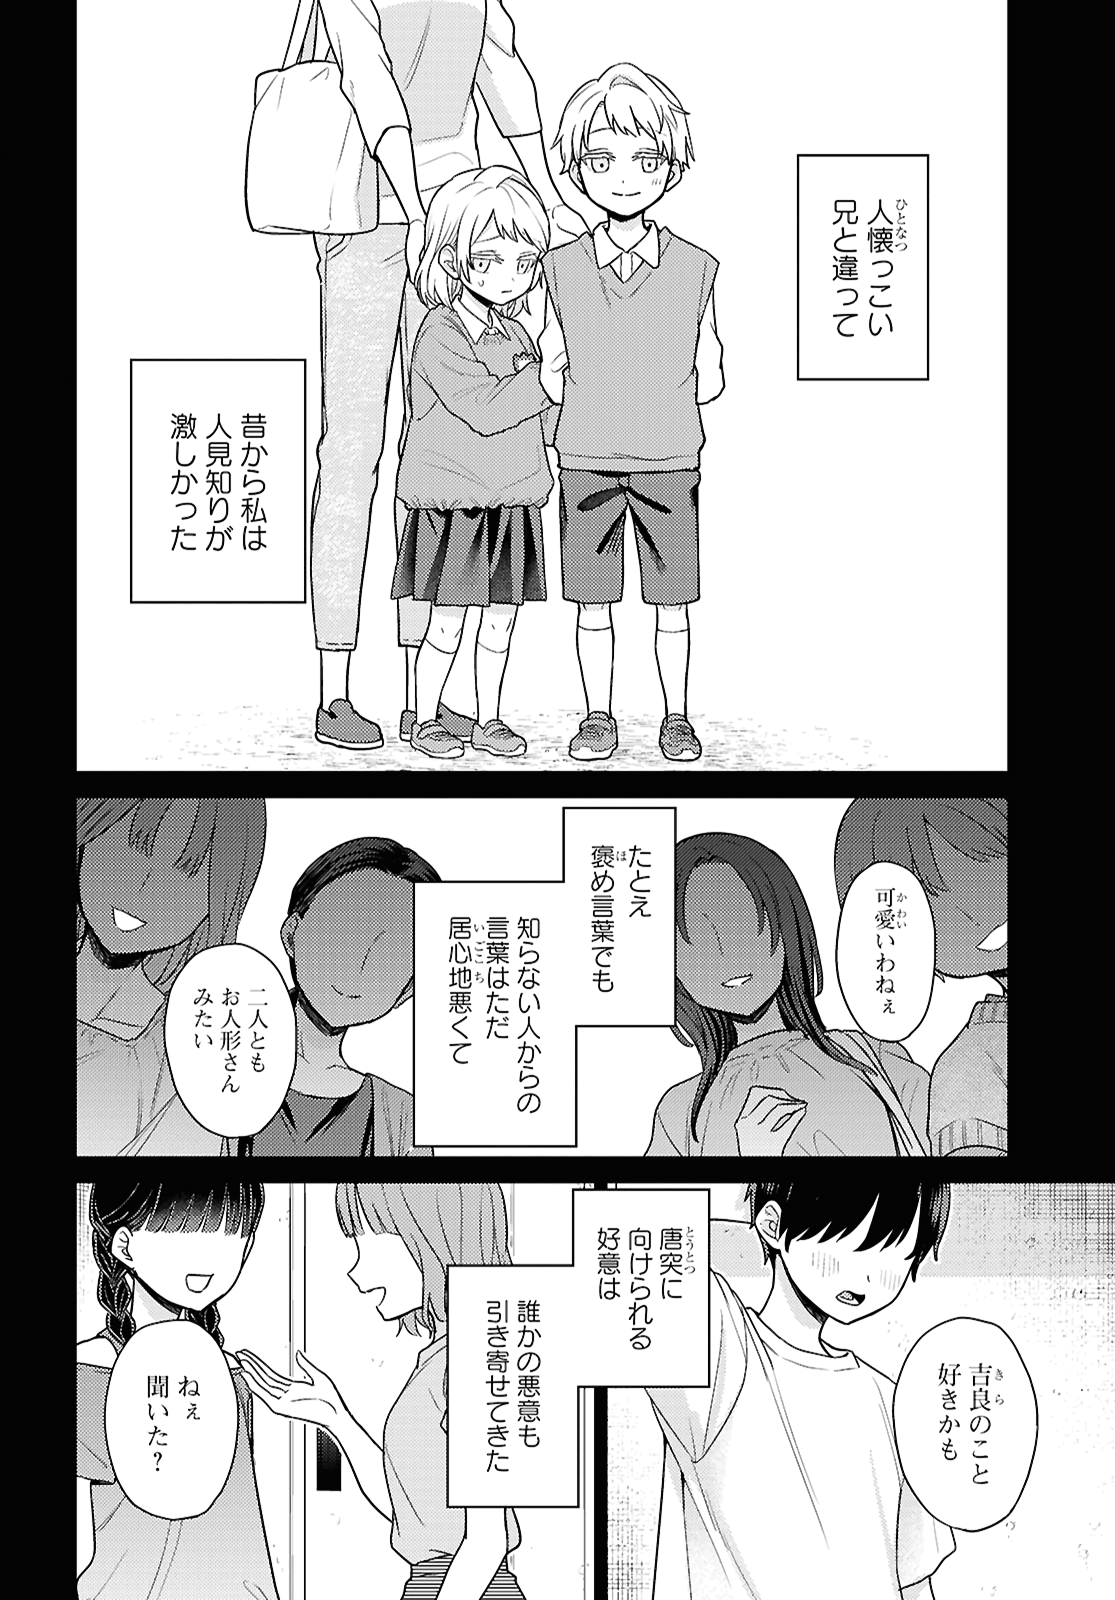 人懐っこい
兄と違って
昔から私は
人見知りが
激しかった
可愛いわねぇ
たとえ
褒め言葉でも
知らない人からの
言葉はただ
居心地悪くて
二人とも
お人形さん
みたい
吉良のこと
好きかも
唐突に
向けられる
好意は
誰かの悪意も
引き寄せてきた
ねぇ
聞いた?